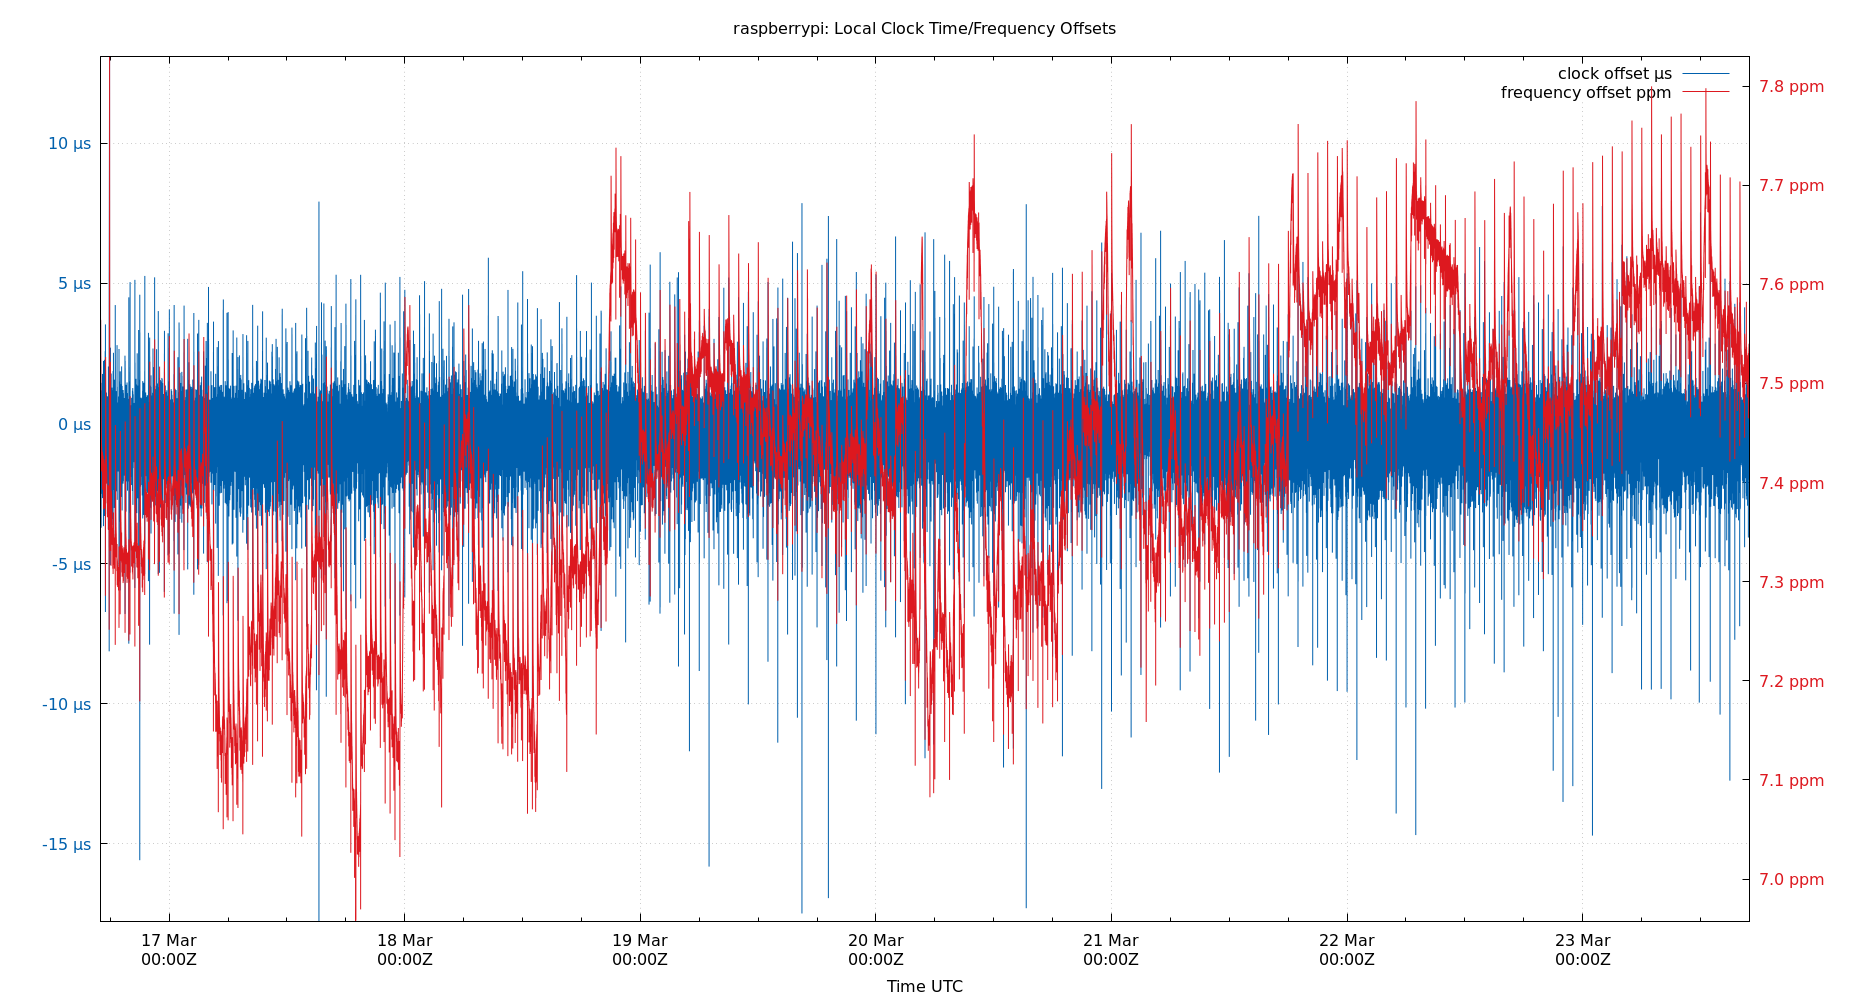 raspberrypi: Local Clock Time/Frequency Offsets
clock offset µs
frequency offset ppm
10 µs
5 µs
0 µs
-5 µs
-10 µs
-15 µs
7.8 ppm
7.7 ppm
7.6 ppm
7.5 ppm
7.4 ppm
7.3 ppm
7.2 ppm
7.1 ppm
7.0 ppm
17 Mar
00:00Z
18 Mar
00:00Z
19 Mar
00:00Z
20 Mar
00:00Z
21 Mar
00:00Z
22 Mar
00:00Z
23 Mar
00:00Z
Time UTC